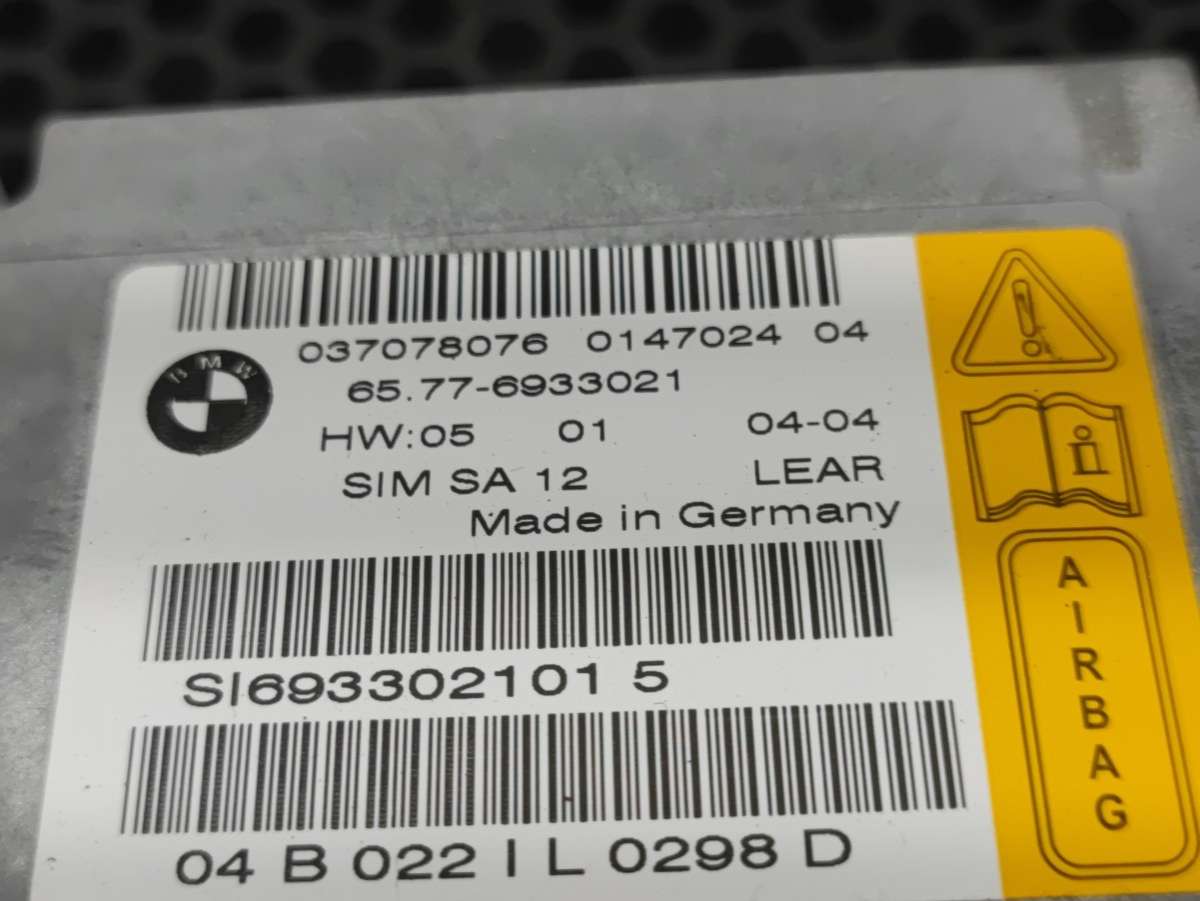 037078076 0147024 04
BMW
65.77-6933021
HW:05 01 04-04
SIM SA 12 LEAR
Made in Germany
SI693302101 5
04 B 022 I L 0298 D
i
AIRBAG